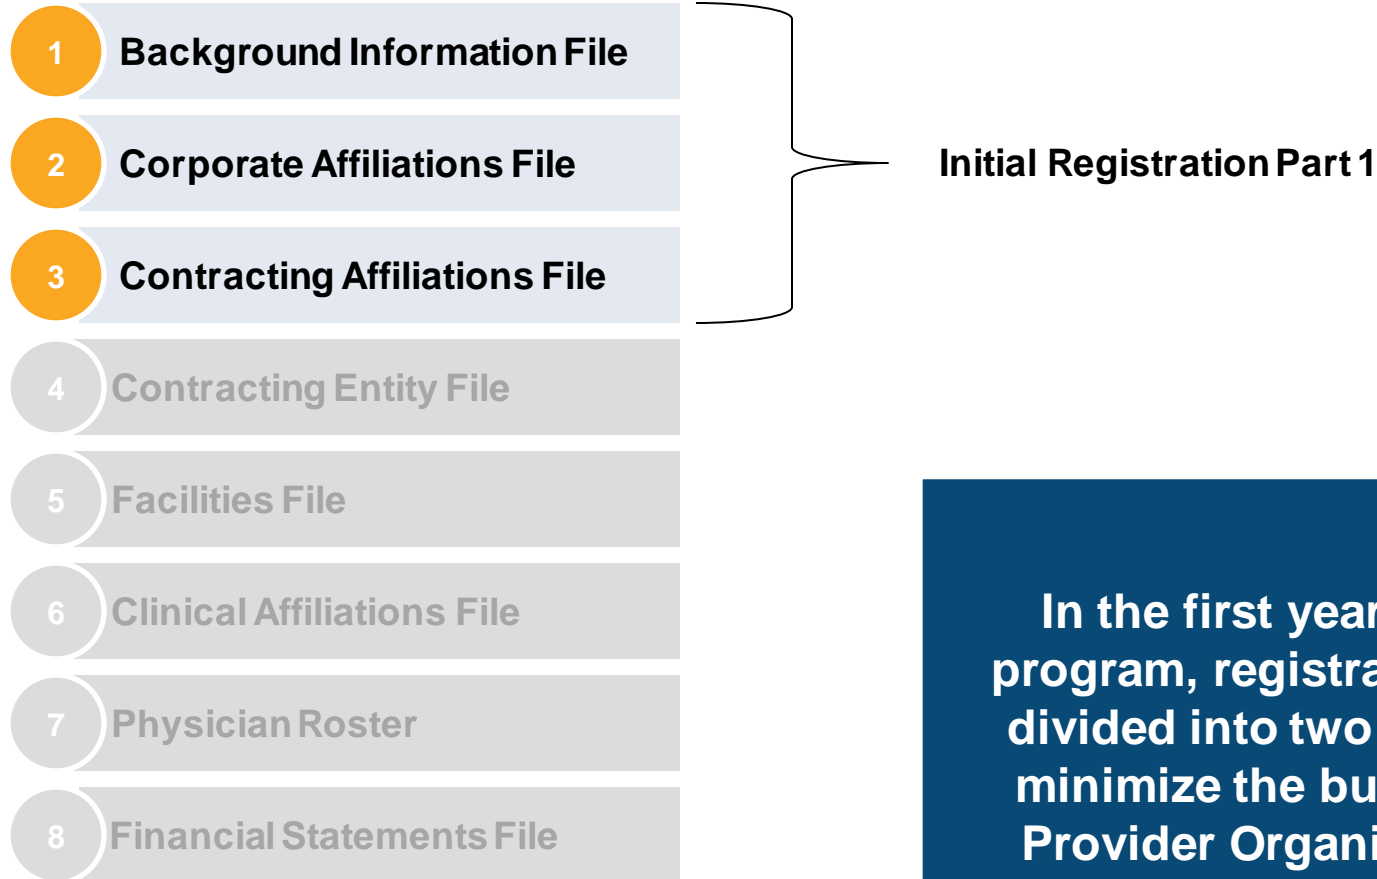 1 Background Information File
2 Corporate Affiliations File
3 Contracting Affiliations File
Initial Registration Part 1
4 Contracting Entity File
5 Facilities File
6 Clinical Affiliations File
7 Physician Roster
8 Financial Statements File
In the first year
program, registra
divided into two
minimize the bu
Provider Organi